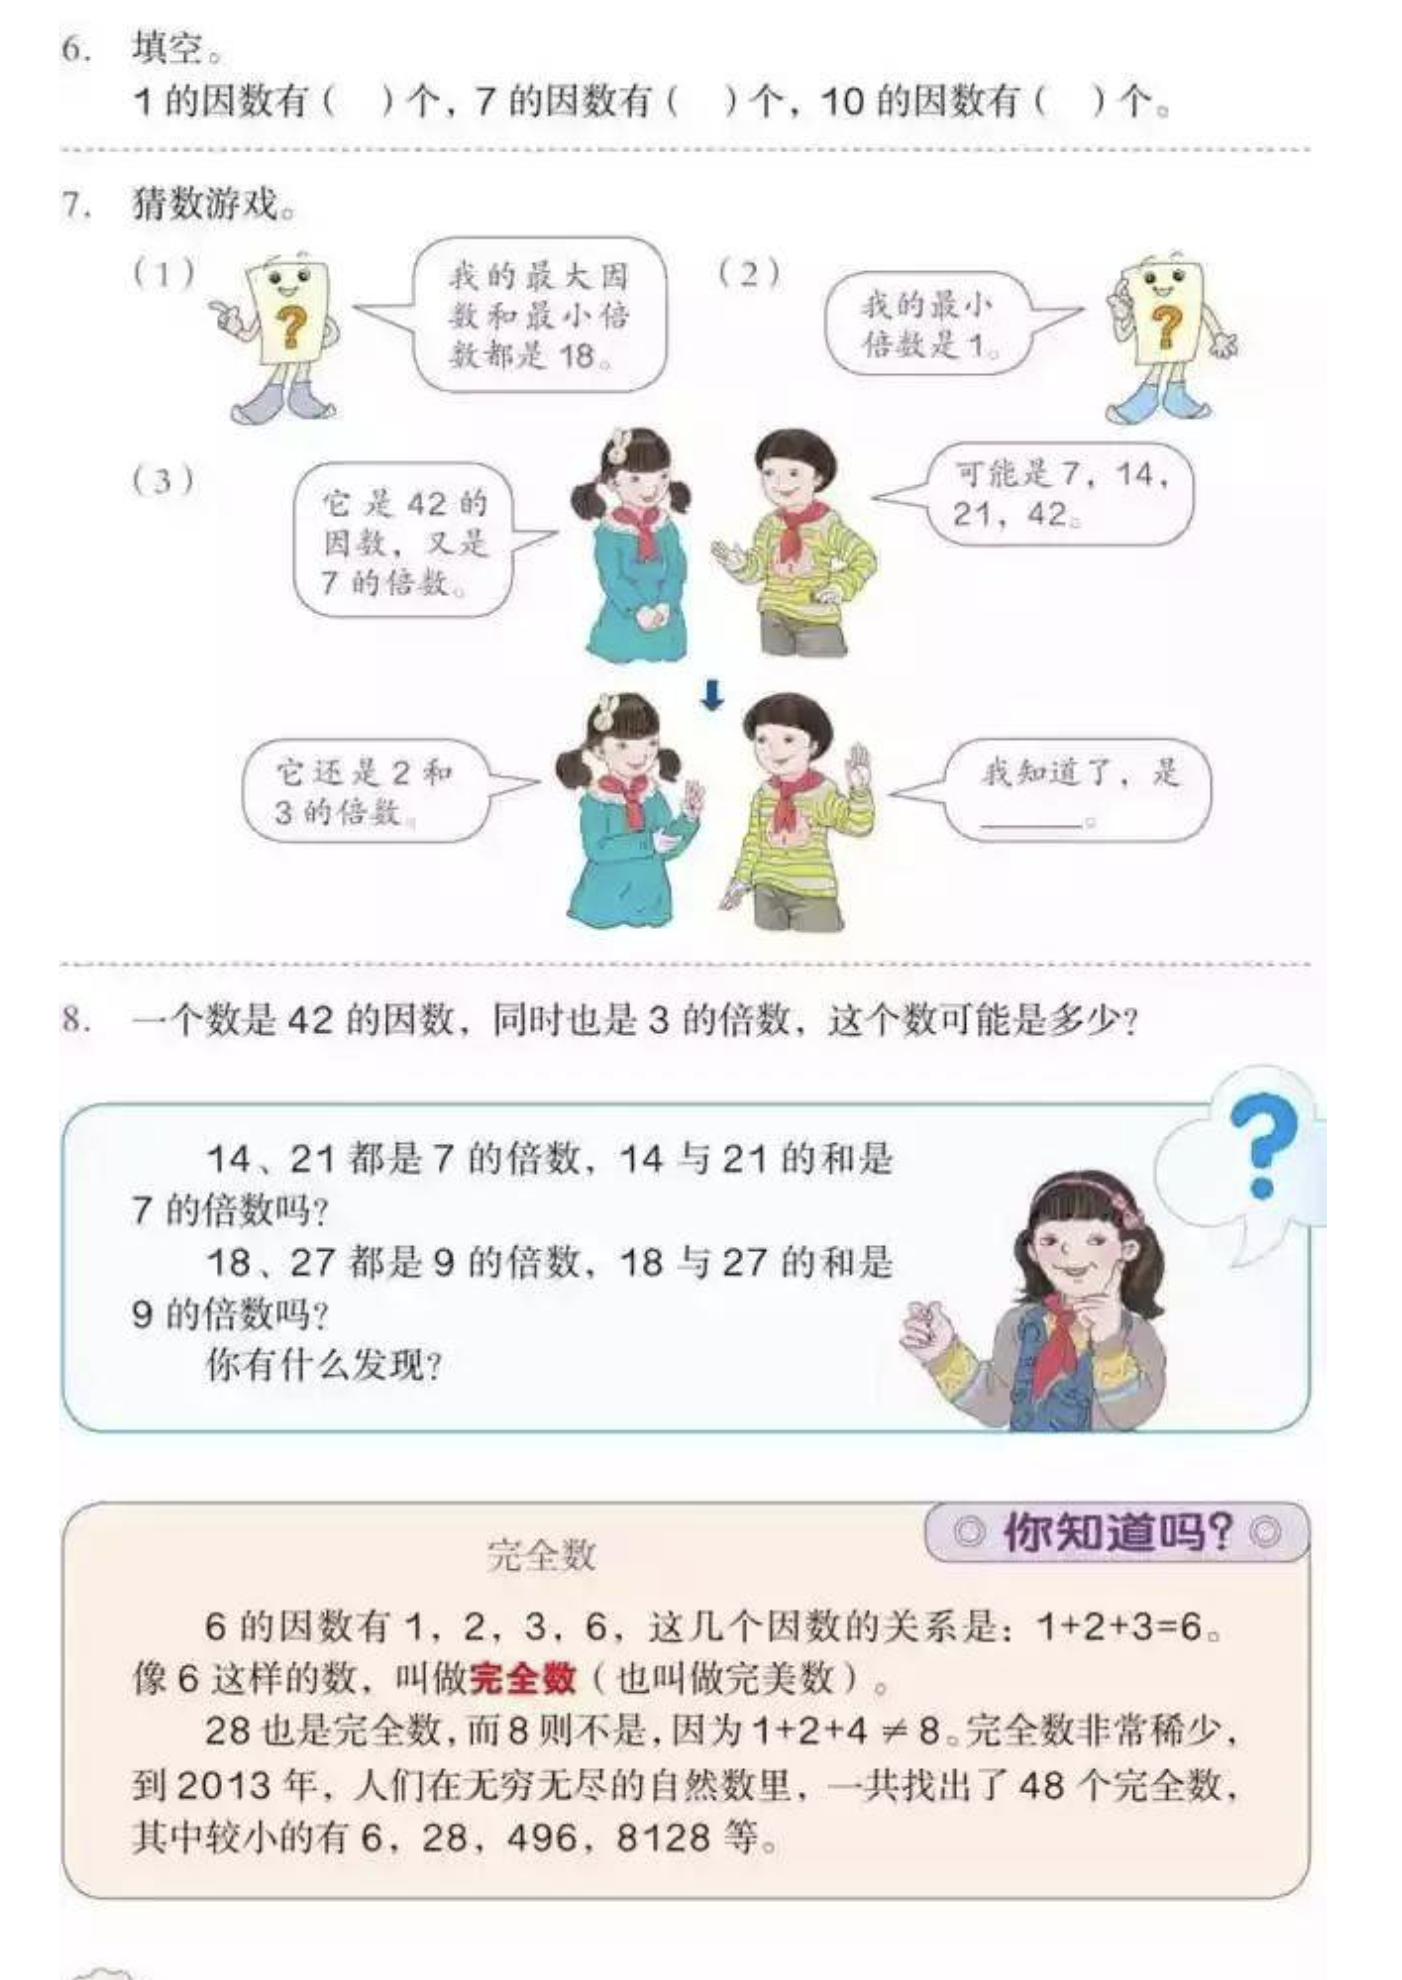 6. 填空。
1 的因数有（ ）个，7 的因数有（ ）个，10 的因数有（ ）个。
7. 猜数游戏。
（1）
我的最大因
数和最小倍
数都是 18。
?
（2）
我的最小
倍数是 1。
?
（3）
它是 42 的
因数，又是
7 的倍数。
可能是 7，14，
21，42。
它还是 2 和
3 的倍数。
我知道了，是
______。
8. 一个数是 42 的因数，同时也是 3 的倍数，这个数可能是多少？
?
14、21 都是 7 的倍数，14 与 21 的和是
7 的倍数吗？
18、27 都是 9 的倍数，18 与 27 的和是
9 的倍数吗？
你有什么发现？
你知道吗？
完全数
6 的因数有 1，2，3，6，这几个因数的关系是：1+2+3=6。
像 6 这样的数，叫做完全数（也叫做完美数）。
28 也是完全数，而 8 则不是，因为 1+2+4≠8。完全数非常稀少，
到 2013 年，人们在无穷无尽的自然数里，一共找出了 48 个完全数，
其中较小的有 6，28，496，8128 等。